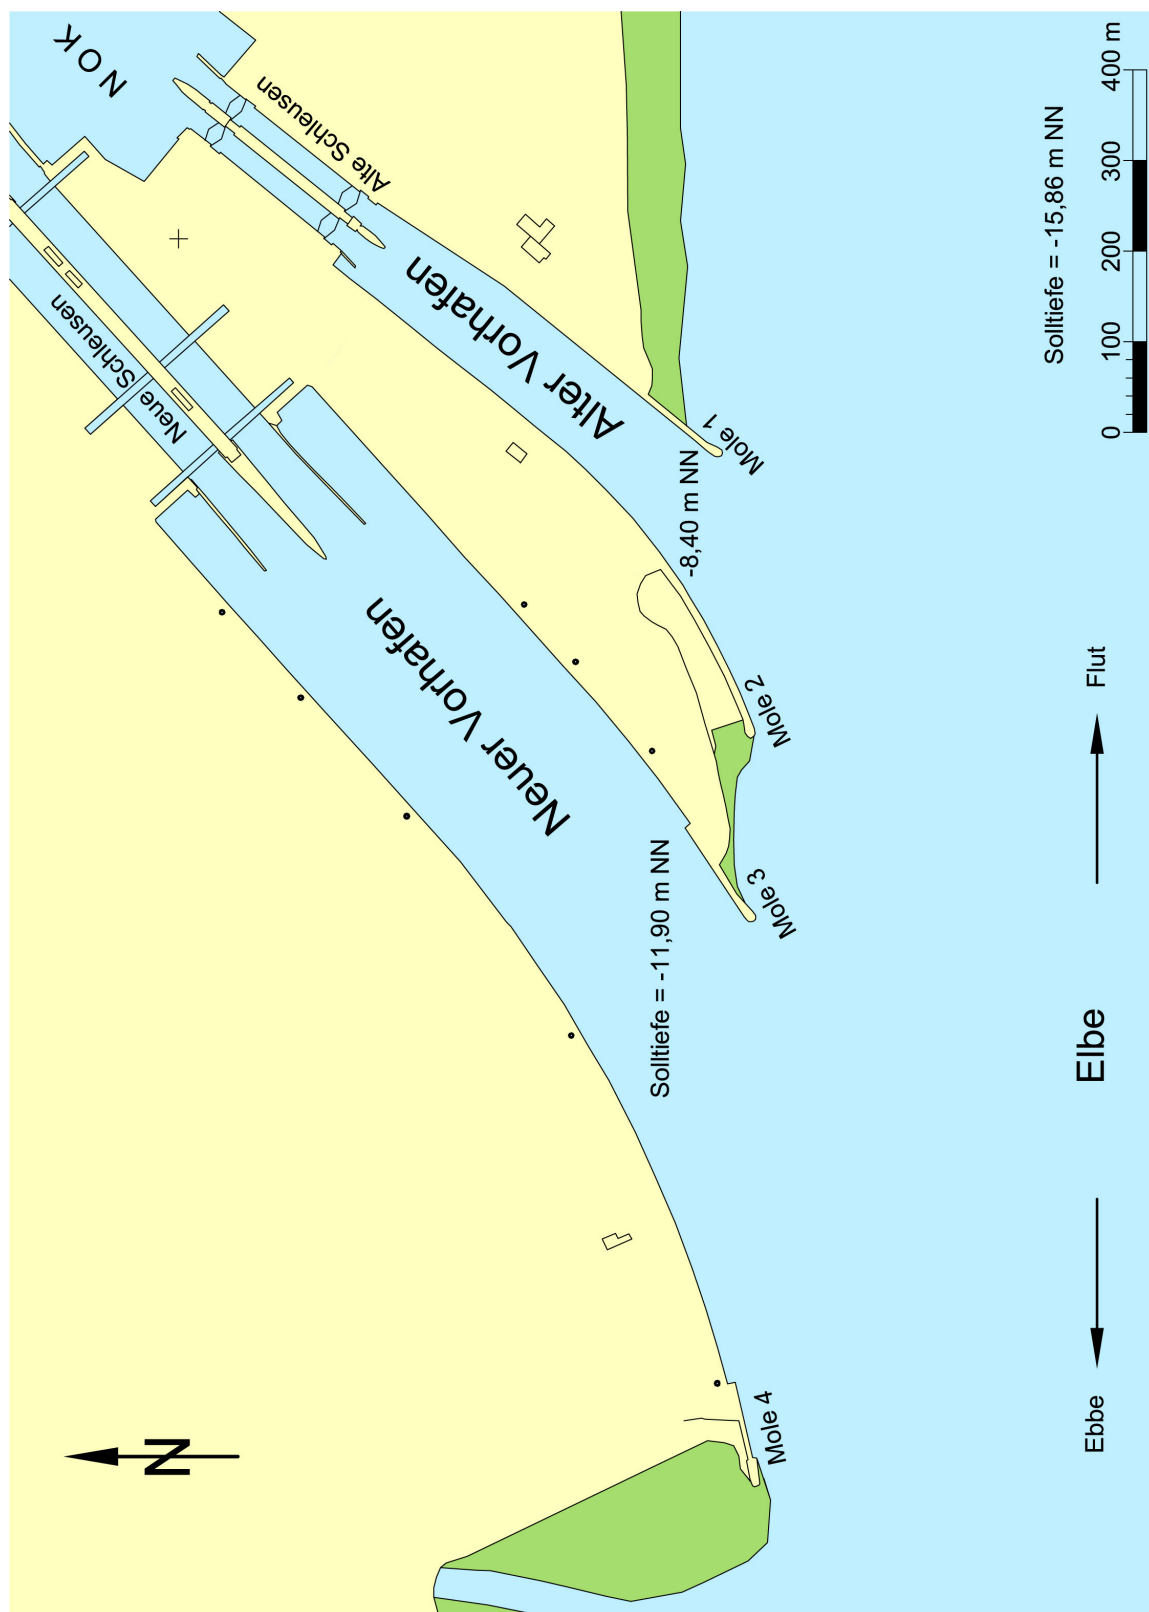 NOK
Alte Schleusen
Neue Schleusen
Alter Vorhafen
Neuer Vorhafen
Mole 1
-8,40 m NN
Mole 2
Mole 3
Solltiefe = -11,90 m NN
Mole 4
N
Ebbe
Elbe
Flut
Solltiefe = -15,86 m NN
0 100 200 300 400 m